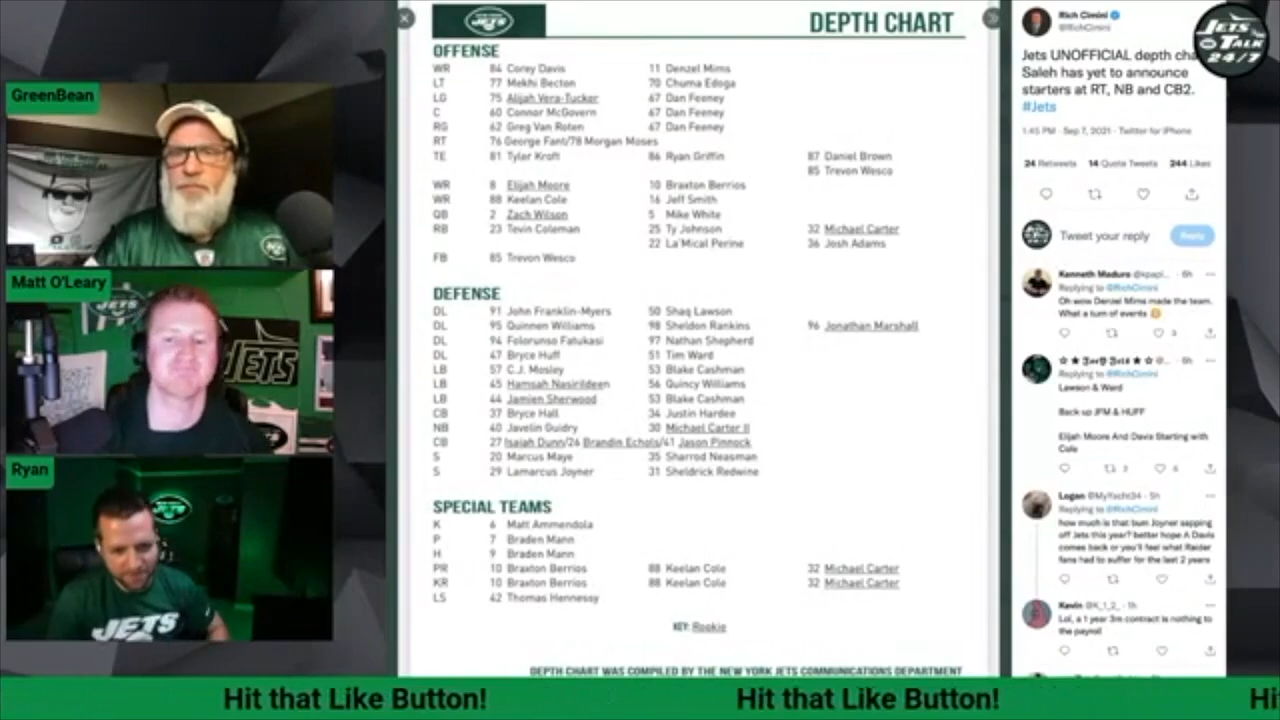 GreenBean
Matt O'Leary
Ryan
JETS
JETS
JETS
DEPTH CHART
OFFENSE
WR 84 Corey Davis 11 Denzel Mims
LT 77 Mekhi Becton 70 Chuma Edoga
LG 75 Alijah Vera-Tucker 67 Dan Feeney
C 60 Connor McGovern 67 Dan Feeney
RG 62 Greg Van Roten 67 Dan Feeney
RT 76 George Fant/78 Morgan Moses
TE 81 Tyler Kroft 86 Ryan Griffin 87 Daniel Brown
85 Trevon Wesco
WR 8 Elijah Moore 10 Braxton Berrios
WR 88 Keelan Cole 16 Jeff Smith
QB 2 Zach Wilson 5 Mike White
RB 23 Tevin Coleman 25 Ty Johnson 32 Michael Carter
22 La'Mical Perine 36 Josh Adams
FB 85 Trevon Wesco
DEFENSE
DL 91 John Franklin-Myers 50 Shaq Lawson
DL 95 Quinnen Williams 98 Sheldon Rankins 96 Jonathan Marshall
DL 94 Folorunso Fatukasi 97 Nathan Shepherd
DL 47 Bryce Huff 51 Tim Ward
LB 57 C.J. Mosley 53 Blake Cashman
LB 45 Hamsah Nasirildeen 56 Quincy Williams
LB 44 Jamien Sherwood 53 Blake Cashman
CB 37 Bryce Hall 34 Justin Hardee
NB 40 Javelin Guidry 30 Michael Carter II
CB 27 Isaiah Dunn/26 Brandin Echols/41 Jason Pinnock
S 20 Marcus Maye 35 Sharrod Neasman
S 29 Lamarcus Joyner 31 Sheldrick Redwine
SPECIAL TEAMS
K 6 Matt Ammendola
P 7 Braden Mann
H 9 Braden Mann
PR 10 Braxton Berrios 88 Keelan Cole 32 Michael Carter
KR 10 Braxton Berrios 88 Keelan Cole 32 Michael Carter
LS 42 Thomas Hennessy
KEY: Rookie
DEPTH CHART WAS COMPILED BY THE NEW YORK JETS COMMUNICATIONS DEPARTMENT
Rich Cimini
@RichCimini
JETS TALK 24/7
Jets UNOFFICIAL depth cha
Saleh has yet to announce
starters at RT, NB and CB2.
#Jets
1:45 PM · Sep 7, 2021 · Twitter for iPhone
24 Retweets 14 Quote Tweets 244 Likes
Tweet your reply Reply
Kenneth Maduro @kpapi... · 6h
Replying to @RichCimini
Oh wow Denzel Mims made the team.
What a turn of events
3
· 6h
Replying to @RichCimini
Lawson & Ward
Back up JFM & HUFF
Elijah Moore And Davis Starting with
Cole
2 6
Logan @MyYacht34 · 5h
Replying to @RichCimini
how much is that bum Joyner sapping
off Jets this year? better hope A Davis
comes back or you'll feel what Raider
fans had to suffer for the last 2 years
Kevin @K_1_2_ · 1h
Replying to @RichCimini
Lol, a 1 year 3m contract is nothing to
the payroll
Hit that Like Button! Hit that Like Button! Hi